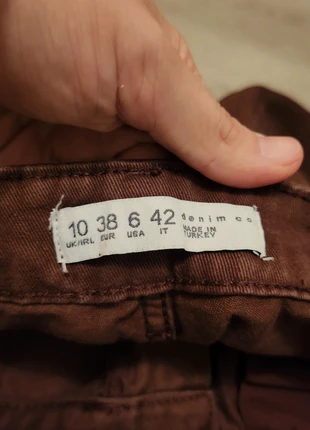 10 38 6 42 denim co
UK/IRL EUR USA IT MADE IN
TURKEY